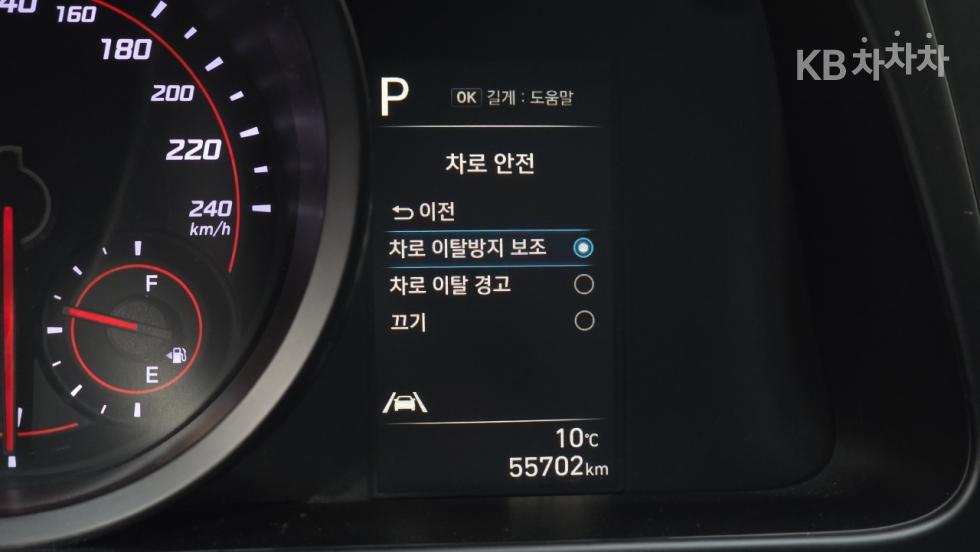 160
180
200
220
240
km/h
F
E
KB차차차
P
OK 길게 : 도움말
차로 안전
이전
차로 이탈방지 보조
차로 이탈 경고
끄기
10℃
55702km